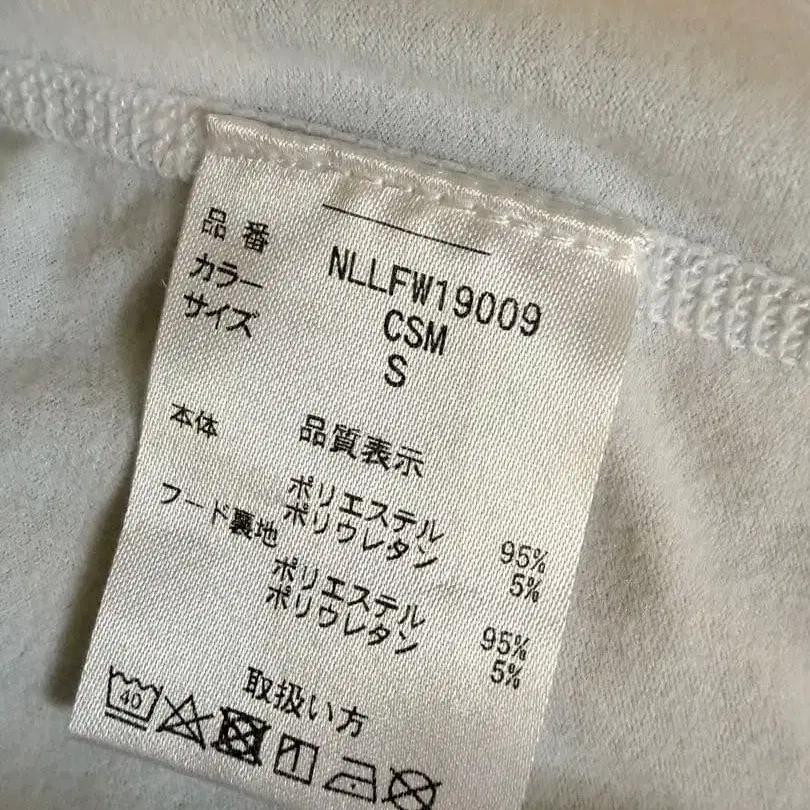 品番 NLLFW19009
カラー CSM
サイズ S
品質表示
本体
ポリエステル 95%
ポリウレタン 5%
フード裏地
ポリエステル 95%
ポリウレタン 5%
取扱い方
40